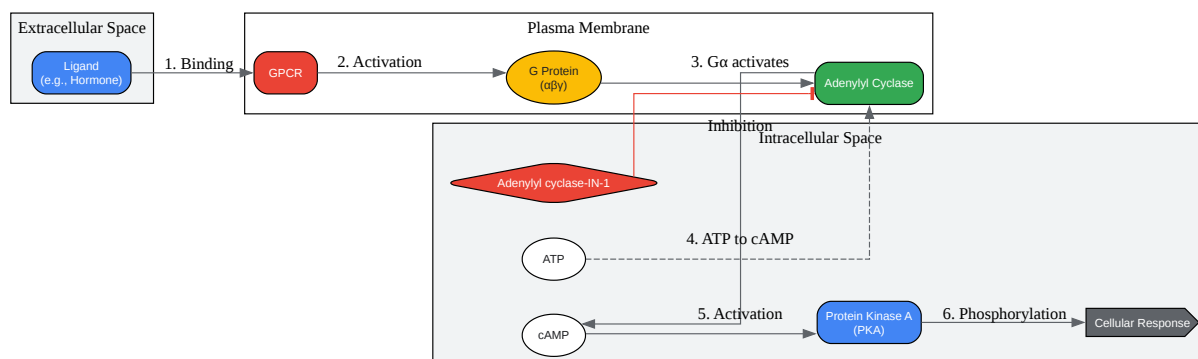 Extracellular Space
Plasma Membrane
Ligand
(e.g., Hormone)
1. Binding
GPCR
2. Activation
G Protein
(αβγ)
3. Gα activates
Adenylyl Cyclase
Inhibition
Intracellular Space
Adenylyl cyclase-IN-1
4. ATP to cAMP
ATP
cAMP
5. Activation
Protein Kinase A
(PKA)
6. Phosphorylation
Cellular Response